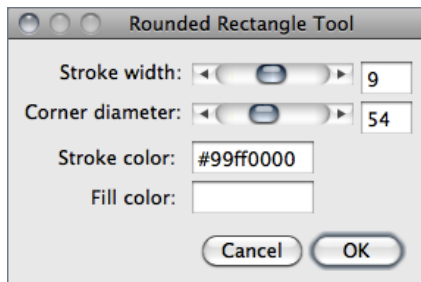 Rounded Rectangle Tool
Stroke width: 9
Corner diameter: 54
Stroke color: #99ff0000
Fill color:
Cancel OK